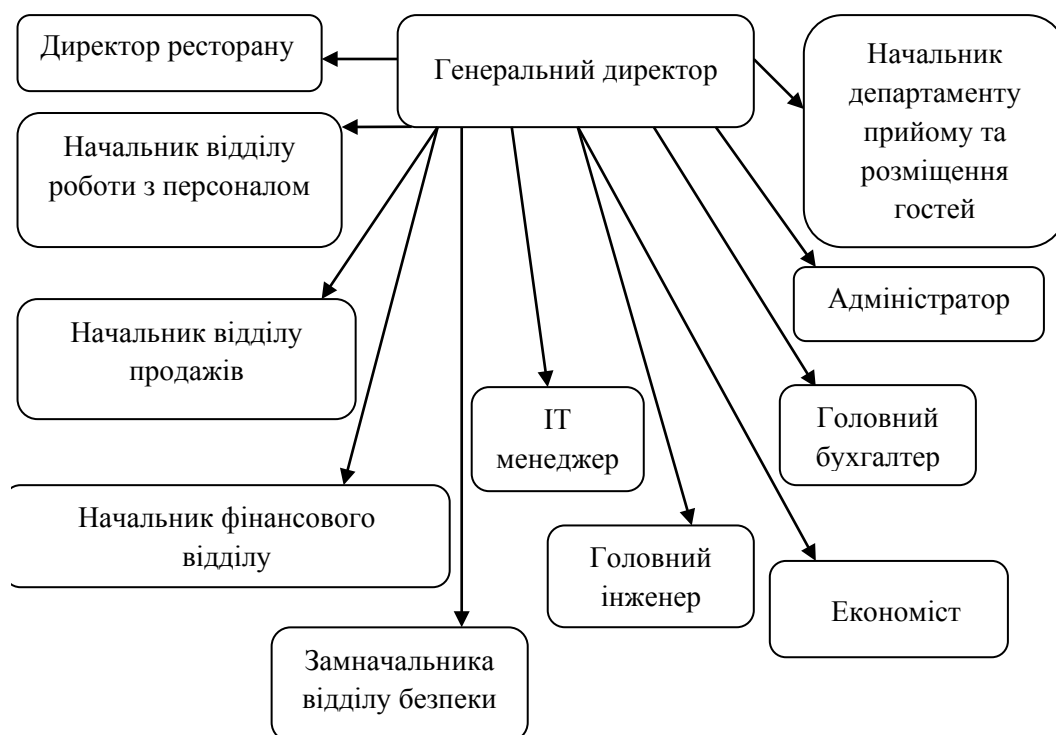 Директор ресторану
Генеральний директор
Начальник
департаменту
прийому та
розміщення
гостей
Начальник відділу
роботи з персоналом
Адміністратор
Начальник відділу
продажів
ІТ
менеджер
Головний
бухгалтер
Начальник фінансового
відділу
Головний
інженер
Економіст
Замначальника
відділу безпеки